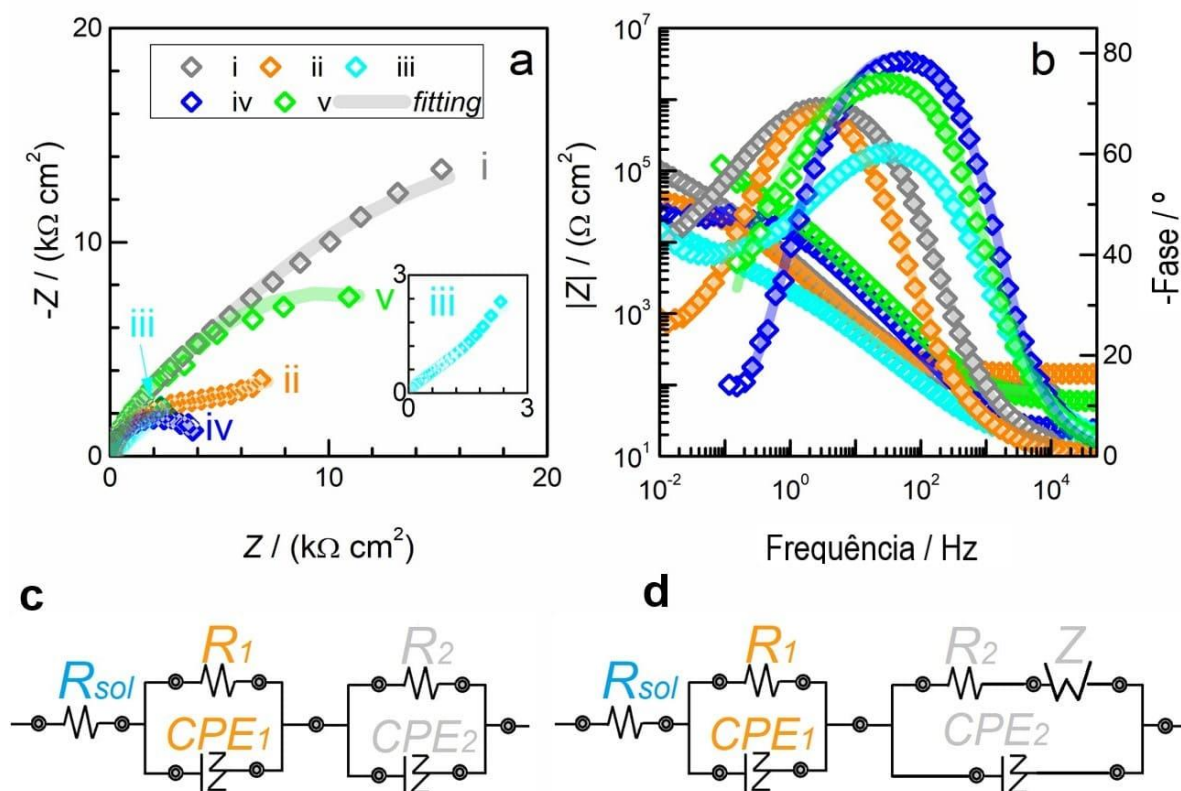 20
10
0
0
10
20
-Z / (kΩ cm²)
Z / (kΩ cm²)
i ii iii
iv v fitting
a
i
v
ii
iv
iii
3
iii
0
0
3
10⁷
10⁵
10³
10¹
|Z| / (Ω cm²)
b
80
60
40
20
0
-Fase / º
10⁻² 10⁰ 10² 10⁴
Frequência / Hz
c
Rsol
R1
CPE1
R2
CPE2
d
Rsol
R1
CPE1
R2
Z
CPE2